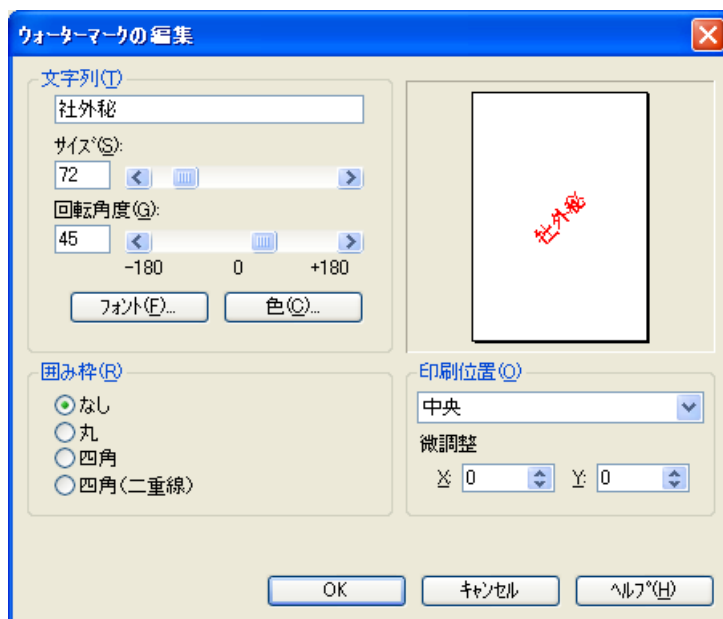 ウォーターマークの編集
文字列(T)
社外秘
サイズ(S):
72
回転角度(G):
45
-180 0 +180
フォント(F)... 色(C)...
社外秘
囲み枠(R)
なし
丸
四角
四角(二重線)
印刷位置(O)
中央
微調整
X: 0 Y: 0
OK キャンセル ヘルプ(H)